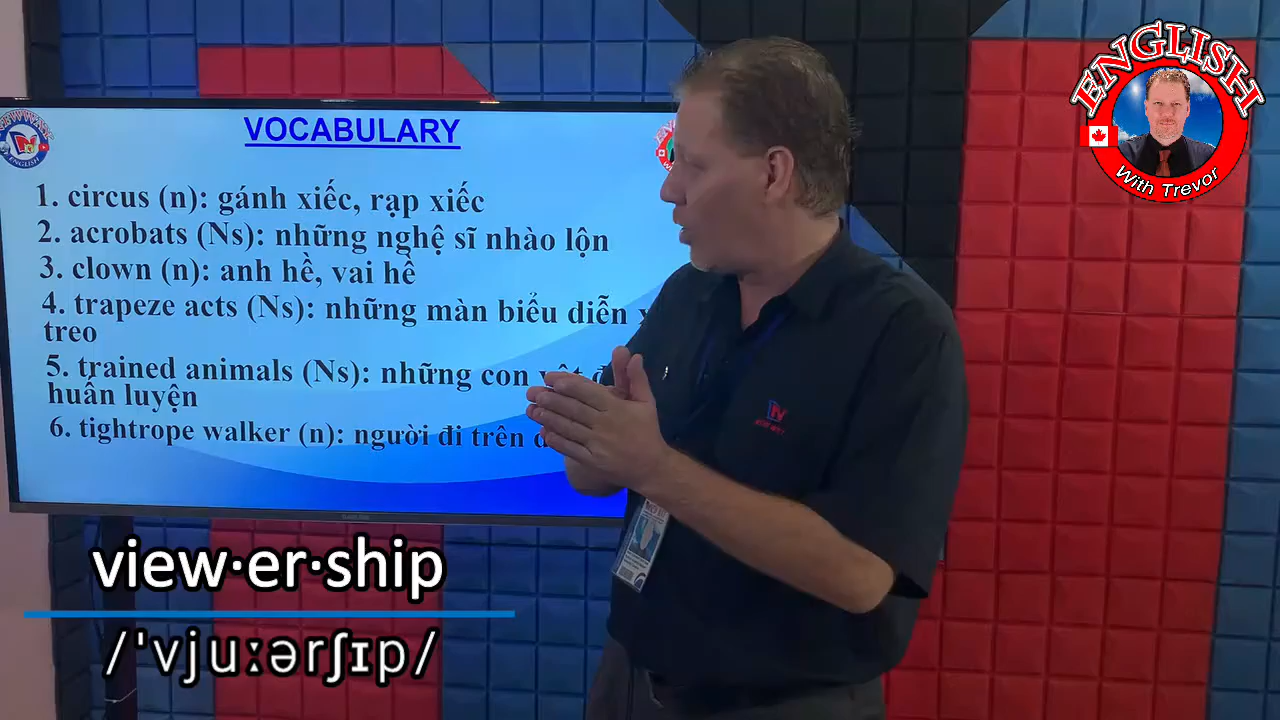 VOCABULARY
1. circus (n): gánh xiếc, rạp xiếc
2. acrobats (Ns): những nghệ sĩ nhào lộn
3. clown (n): anh hề, vai hề
4. trapeze acts (Ns): những màn biểu diễn
treo
5. trained animals (Ns): những con vật
huấn luyện
6. tightrope walker (n): người đi trên
view·er·ship
/ˈvjuːərʃɪp/
ENGLISH
With Trevor
ENGLISH